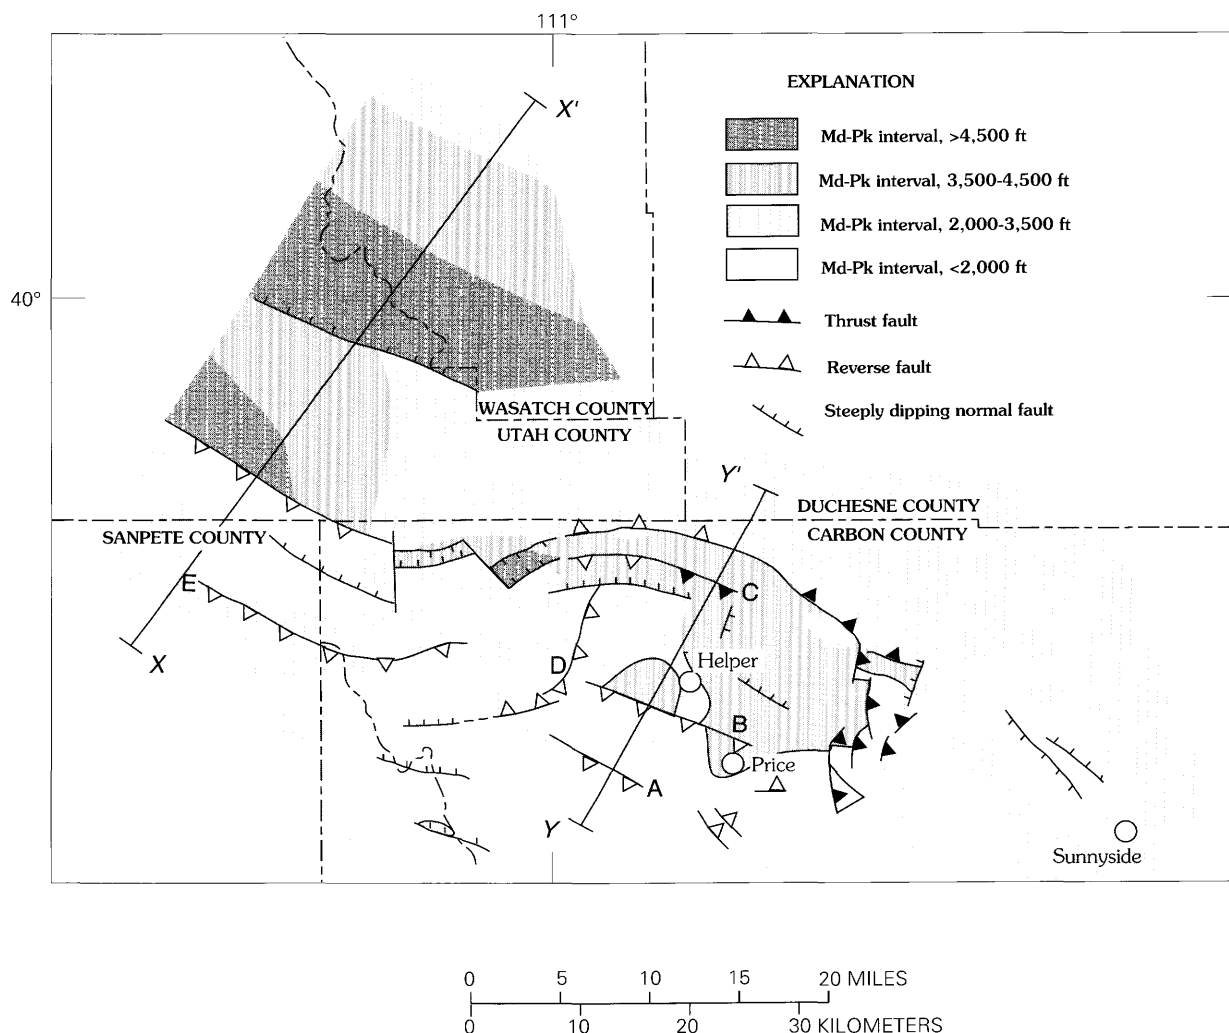 111°
EXPLANATION
Md-Pk interval, >4,500 ft
Md-Pk interval, 3,500-4,500 ft
Md-Pk interval, 2,000-3,500 ft
Md-Pk interval, <2,000 ft
Thrust fault
Reverse fault
Steeply dipping normal fault
X'
40°
WASATCH COUNTY
UTAH COUNTY
Y'
DUCHESNE COUNTY
CARBON COUNTY
SANPETE COUNTY
E
C
X
D
Helper
B
Price
A
Y
Sunnyside
0 5 10 15 20 MILES
0 10 20 30 KILOMETERS